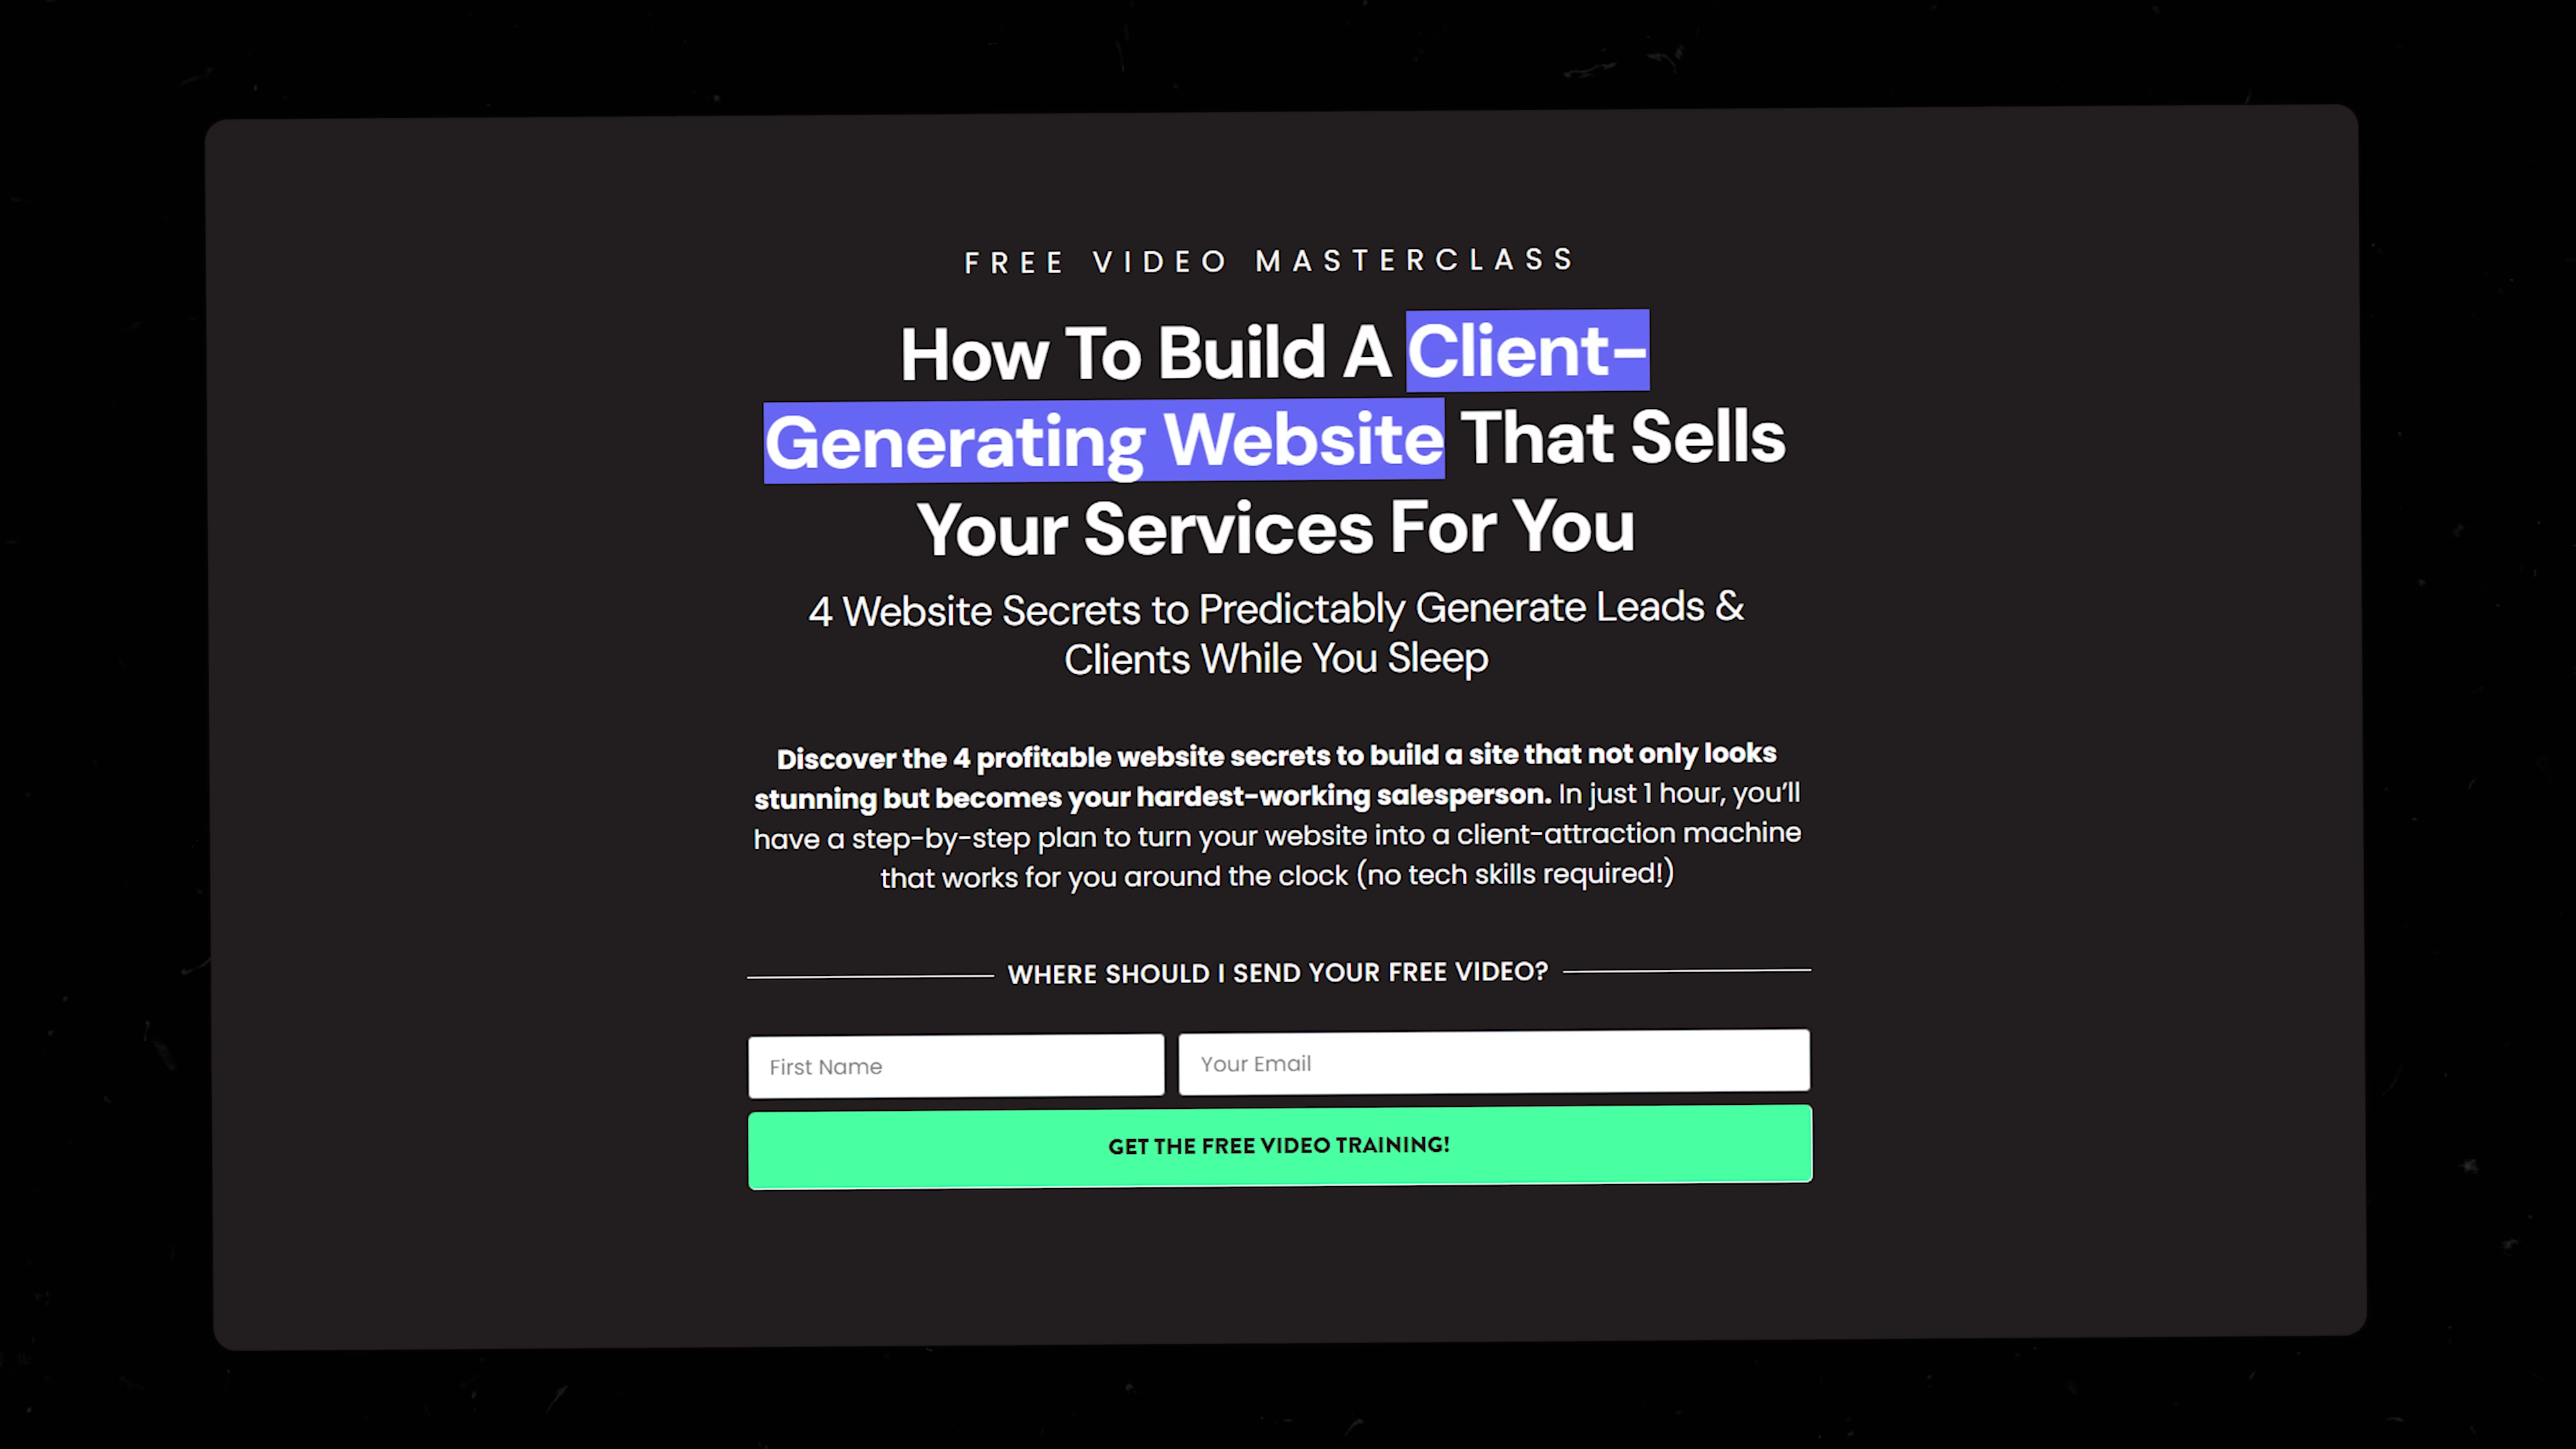 FREE VIDEO MASTERCLASS
How To Build A Client-
Generating Website That Sells
Your Services For You
4 Website Secrets to Predictably Generate Leads &
Clients While You Sleep
Discover the 4 profitable website secrets to build a site that not only looks
stunning but becomes your hardest-working salesperson. In just 1 hour, you’ll
have a step-by-step plan to turn your website into a client-attraction machine
that works for you around the clock (no tech skills required!)
WHERE SHOULD I SEND YOUR FREE VIDEO?
First Name
Your Email
GET THE FREE VIDEO TRAINING!